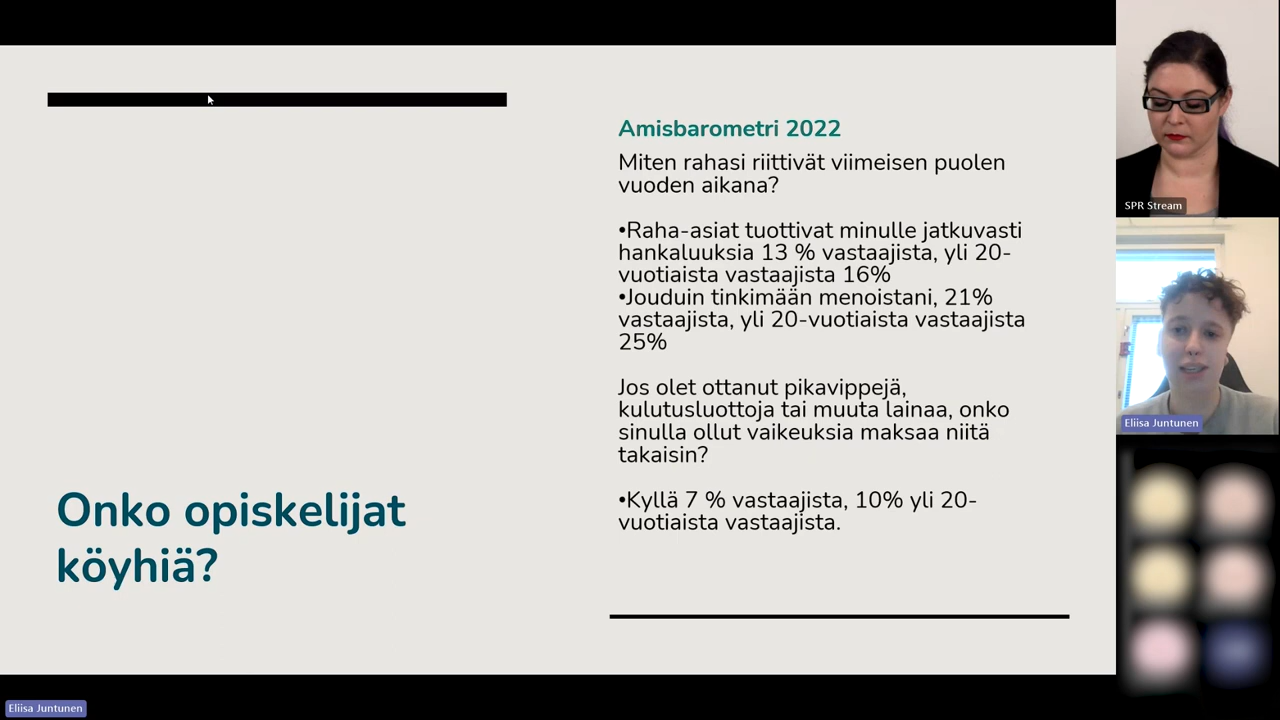 Onko opiskelijat
köyhiä?
Amisbarometri 2022
Miten rahasi riittivät viimeisen puolen
vuoden aikana?
•Raha-asiat tuottivat minulle jatkuvasti
hankaluuksia 13 % vastaajista, yli 20-
vuotiaista vastaajista 16%
•Jouduin tinkimään menoistani, 21%
vastaajista, yli 20-vuotiaista vastaajista
25%
Jos olet ottanut pikavippejä,
kulutusluottoja tai muuta lainaa, onko
sinulla ollut vaikeuksia maksaa niitä
takaisin?
•Kyllä 7 % vastaajista, 10% yli 20-
vuotiaista vastaajista.
SPR Stream
Eliisa Juntunen
Eliisa Juntunen